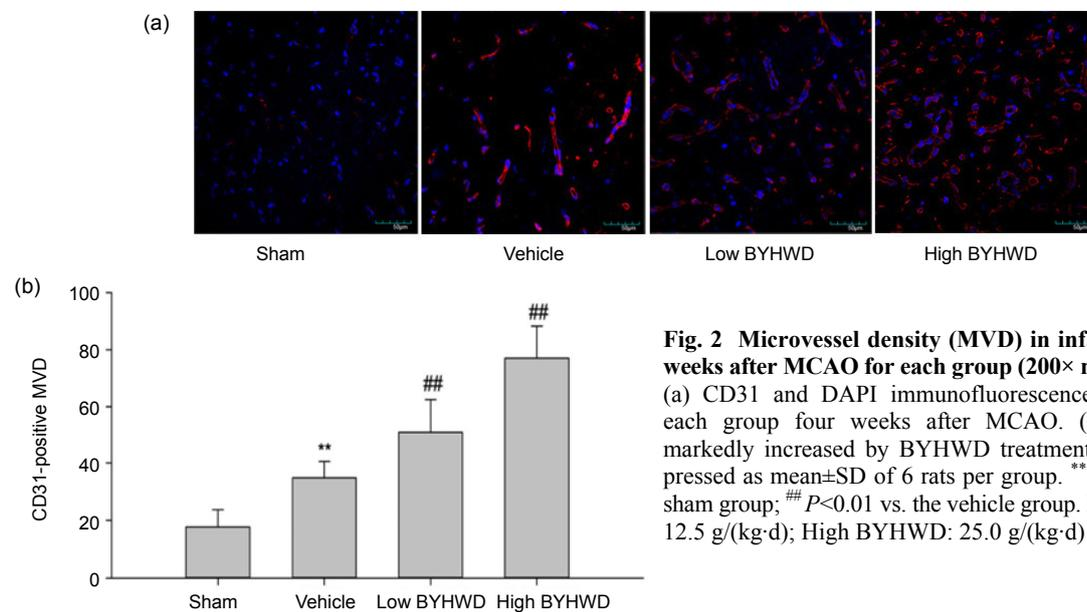 (a)
50μm
50μm
50μm
50μm
Sham
Vehicle
Low BYHWD
High BYHWD
(b)
100
80
60
40
20
0
CD31-positive MVD
**
##
##
Sham
Vehicle
Low BYHWD
High BYHWD
Fig. 2 Microvessel density (MVD) in
weeks after MCAO for each group (200×
(a) CD31 and DAPI immunofluorescence
each group four weeks after MCAO.
markedly increased by BYHWD treatment
pressed as mean±SD of 6 rats per group. **
sham group; ## P<0.01 vs. the vehicle group.
12.5 g/(kg·d); High BYHWD: 25.0 g/(kg·d)